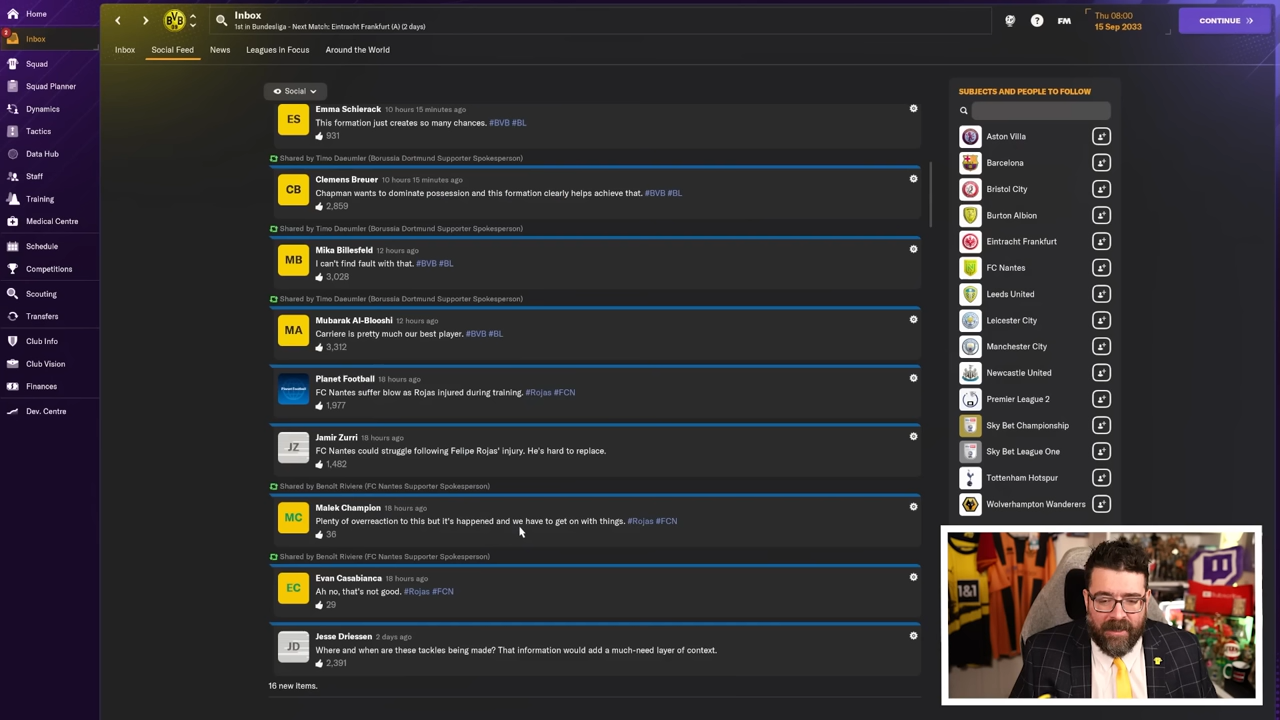 Home
Inbox
2
Squad
Squad Planner
Dynamics
Tactics
Data Hub
Staff
Training
Medical Centre
Schedule
Competitions
Scouting
Transfers
Club Info
Club Vision
Finances
Dev. Centre
BVB
09
Inbox
1st in Bundesliga - Next Match: Eintracht Frankfurt (A) (2 days)
?
FM
Thu 08:00
15 Sep 2033
CONTINUE
Inbox
Social Feed
News
Leagues in Focus
Around the World
Social
ES
Emma Schierack 10 hours 15 minutes ago
This formation just creates so many chances. #BVB #BL
931
Shared by Timo Daeumler (Borussia Dortmund Supporter Spokesperson)
CB
Clemens Breuer 10 hours 15 minutes ago
Chapman wants to dominate possession and this formation clearly helps achieve that. #BVB #BL
2,859
Shared by Timo Daeumler (Borussia Dortmund Supporter Spokesperson)
MB
Mika Billesfeld 12 hours ago
I can't find fault with that. #BVB #BL
3,028
Shared by Timo Daeumler (Borussia Dortmund Supporter Spokesperson)
MA
Mubarak Al-Blooshi 12 hours ago
Carriere is pretty much our best player. #BVB #BL
3,312
Planet Football
Planet Football 18 hours ago
FC Nantes suffer blow as Rojas injured during training. #Rojas #FCN
1,977
JZ
Jamir Zurri 18 hours ago
FC Nantes could struggle following Felipe Rojas' injury. He's hard to replace.
1,482
Shared by Benoît Riviere (FC Nantes Supporter Spokesperson)
MC
Malek Champion 18 hours ago
Plenty of overreaction to this but it's happened and we have to get on with things. #Rojas #FCN
36
Shared by Benoît Riviere (FC Nantes Supporter Spokesperson)
EC
Evan Casabianca 18 hours ago
Ah no, that's not good. #Rojas #FCN
29
JD
Jesse Driessen 2 days ago
Where and when are these tackles being made? That information would add a much-need layer of context.
2,391
16 new items.
SUBJECTS AND PEOPLE TO FOLLOW
Aston Villa
Barcelona
Bristol City
Burton Albion
Eintracht Frankfurt
FC Nantes
Leeds United
Leicester City
Manchester City
Newcastle United
Premier League 2
Sky Bet Championship
Sky Bet League One
Tottenham Hotspur
Wolverhampton Wanderers
1&1